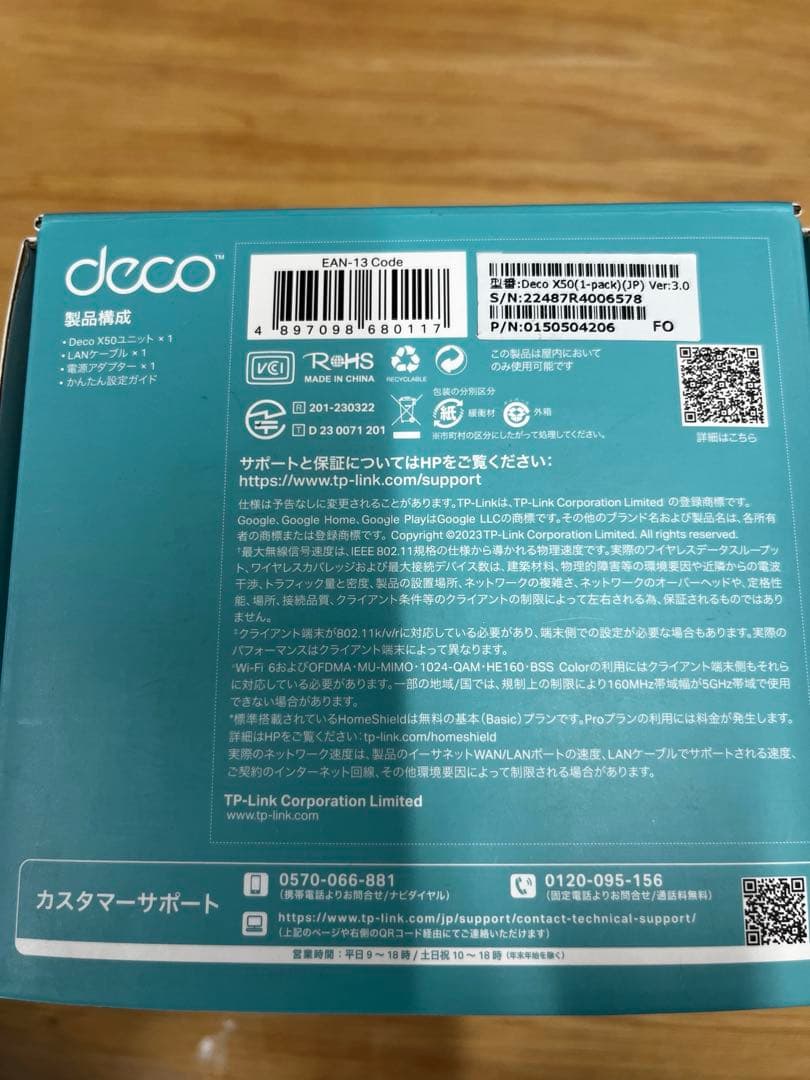 deco™
製品構成
・Deco X50ユニット × 1
・LANケーブル × 1
・電源アダプター × 1
・かんたん設定ガイド
EAN-13 Code
4 897098 680117
型番:Deco X50(1-pack)(JP) Ver:3.0
S/N:22487R4006578
P/N:0150504206 FO
VCCI
RoHS
MADE IN CHINA
RECYCLABLE
この製品は屋内において
のみ使用可能です
R 201-230322
T D 23 0071 201
包装の分別区分
紙 緩衝材 外箱
※市町村の区分にしたがって処理してください。
詳細はこちら
サポートと保証についてはHPをご覧ください:
https://www.tp-link.com/support
仕様は予告なしに変更されることがあります。TP-Linkは、TP-Link Corporation Limited の登録商標です。
Google、Google Home、Google PlayはGoogle LLCの商標です。その他のブランド名および製品名は、各所有
者の商標または登録商標です。 Copyright ©2023TP-Link Corporation Limited. All rights reserved.
†最大無線信号速度は、IEEE 802.11規格の仕様から導かれる物理速度です。実際のワイヤレスデータスループッ
ト、ワイヤレスカバレッジおよび最大接続デバイス数は、建築材料、物理的障害等の環境要因や近隣からの電波
干渉、トラフィック量と密度、製品の設置場所、ネットワークの複雑さ、ネットワークのオーバーヘッドや、定格性
能、場所、接続品質、クライアント条件等のクライアントの制限によって左右される為、保証されるものではあり
ません。
‡クライアント端末が802.11k/v/rに対応している必要があり、端末側での設定が必要な場合もあります。実際の
パフォーマンスはクライアント端末によって異なります。
Wi-Fi 6およびOFDMA・MU-MIMO・1024-QAM・HE160・BSS Colorの利用にはクライアント端末側もそれら
に対応している必要があります。一部の地域/国では、規制上の制限により160MHz帯域幅が5GHz帯域で使用
できない場合があります。
*標準搭載されているHomeShieldは無料の基本(Basic)プランです。Proプランの利用には料金が発生します。
詳細はHPをご覧ください:tp-link.com/homeshield
実際のネットワーク速度は、製品のイーサネットWAN/LANポートの速度、LANケーブルでサポートされる速度、
ご契約のインターネット回線、その他環境要因によって制限される場合があります。
TP-Link Corporation Limited
www.tp-link.com
カスタマーサポート
0570-066-881
(携帯電話よりお問合せ/ナビダイヤル)
0120-095-156
(固定電話よりお問合せ/通話料無料)
https://www.tp-link.com/jp/support/contact-technical-support/
(上記のページや右側のQRコード経由にてご連絡いただけます)
営業時間:平日 9 ~ 18 時 / 土日祝 10 ~ 18 時 (年末年始を除く)